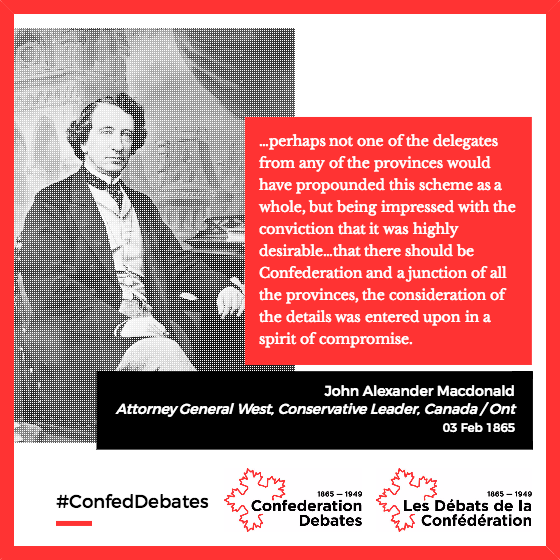 ...perhaps not one of the delegates
from any of the provinces would
have propounded this scheme as a
whole, but being impressed with the
conviction that it was highly
desirable...that there should be
Confederation and a junction of all
the provinces, the consideration of
the details was entered upon in a
spirit of compromise.
John Alexander Macdonald
Attorney General West, Conservative Leader, Canada / Ont
03 Feb 1865
#ConfedDebates
1865 — 1949
Confederation
Debates
1865 — 1949
Les Débats de la
Confédération